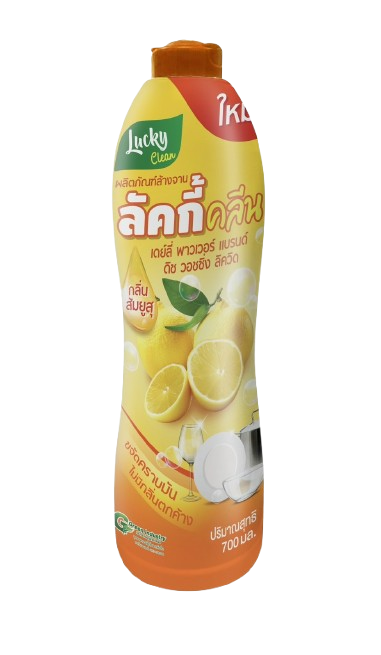 ใหม่
Lucky
Clean
ผลิตภัณฑ์ล้างจาน
ลัคกี้คลีน
เดย์ลี่ พาวเวอร์ แบรนด์
ดิช วอชชิ่ง ลิควิด
กลิ่น
ส้มยูสุ
ขจัดคราบมัน
ไม่มีกลิ่นตกค้าง
ปริมาณสุทธิ
700 มล.